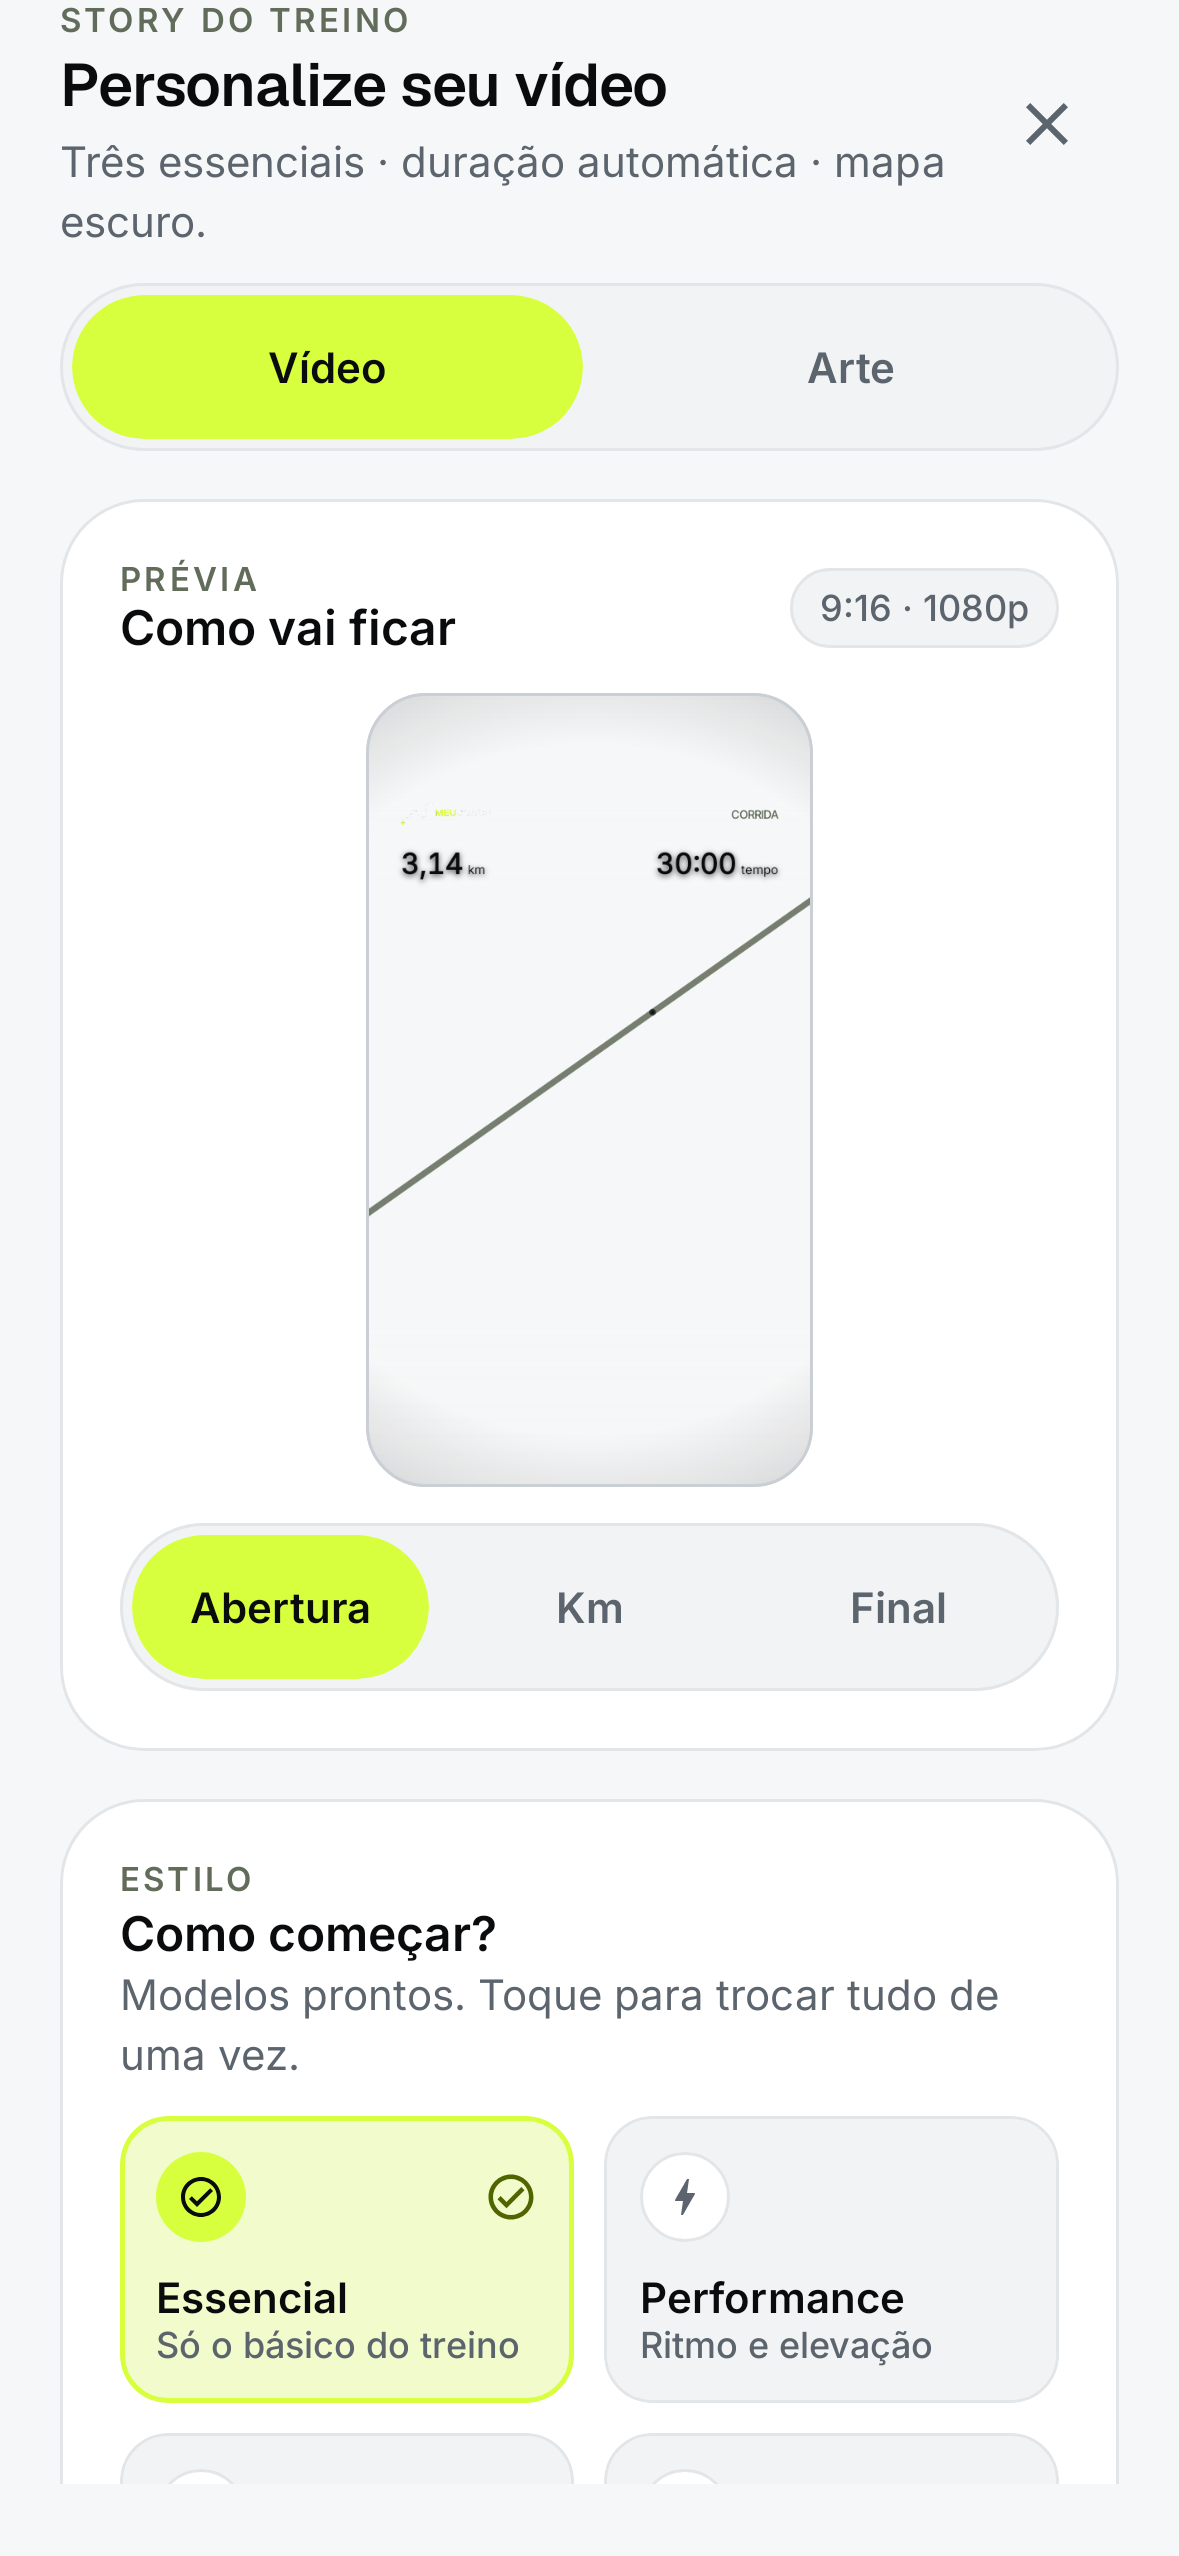 STORY DO TREINO
Personalize seu vídeo
Três essenciais · duração automática · mapa
escuro.
Vídeo
Arte
PRÉVIA
Como vai ficar
9:16 · 1080p
MEU
CORRIDA
3,14 km
30:00 tempo
Abertura
Km
Final
ESTILO
Como começar?
Modelos prontos. Toque para trocar tudo de
uma vez.
Essencial
Só o básico do treino
Performance
Ritmo e elevação